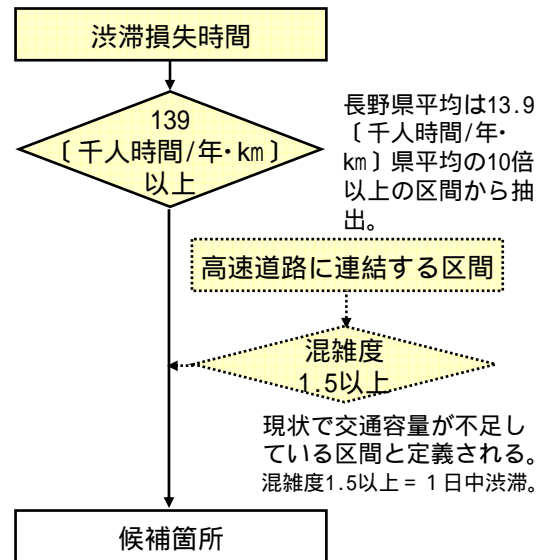 渋滞損失時間
139
〔千人時間/年・㎞〕
以上
長野県平均は13.9
〔千人時間/年・
㎞〕県平均の10倍
以上の区間から抽
出。
高速道路に連結する区間
混雑度
1.5以上
現状で交通容量が不足し
ている区間と定義される。
混雑度1.5以上=１日中渋滞。
候補箇所